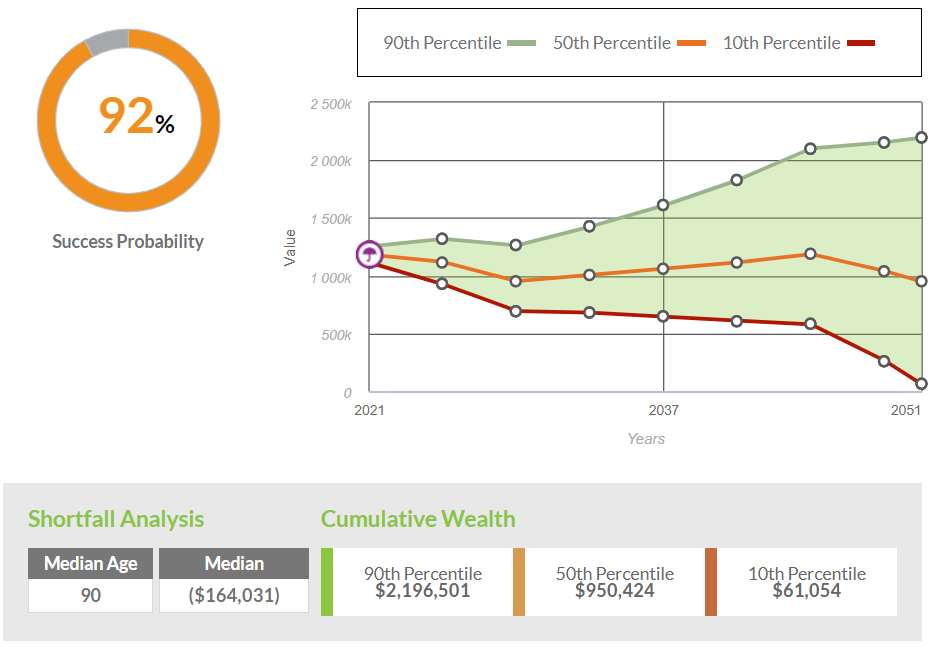 90th Percentile 50th Percentile 10th Percentile
92%
Success Probability
2 500k
2 000k
1 500k
1 000k
500k
0
Value
2021 2037 2051
Years
Shortfall Analysis
Median Age Median
90 ($164,031)
Cumulative Wealth
90th Percentile 50th Percentile 10th Percentile
$2,196,501 $950,424 $61,054